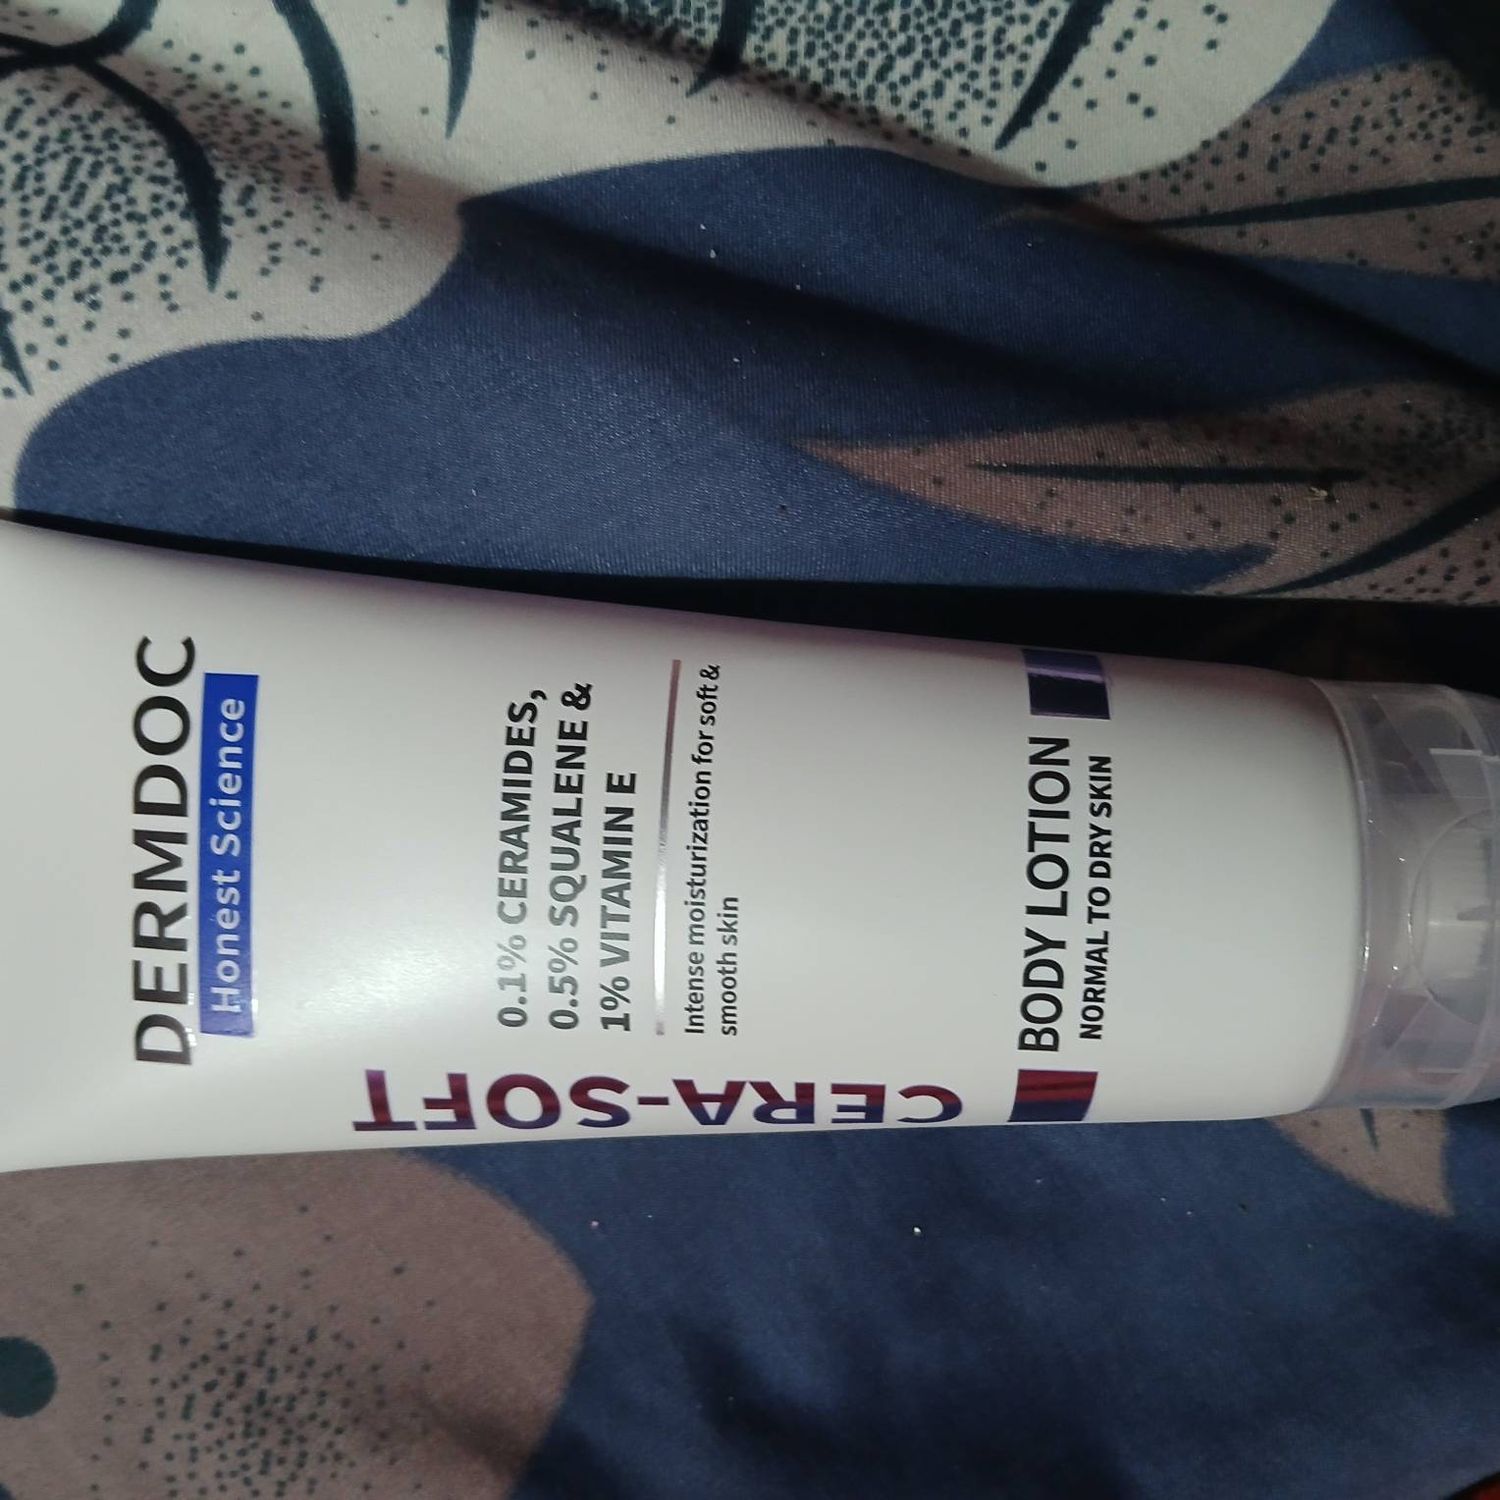 DERMDOC
Honest Science
CERA-SOFT
0.1% CERAMIDES,
0.5% SQUALENE &
1% VITAMIN E
Intense moisturization for soft &
smooth skin
BODY LOTION
NORMAL TO DRY SKIN